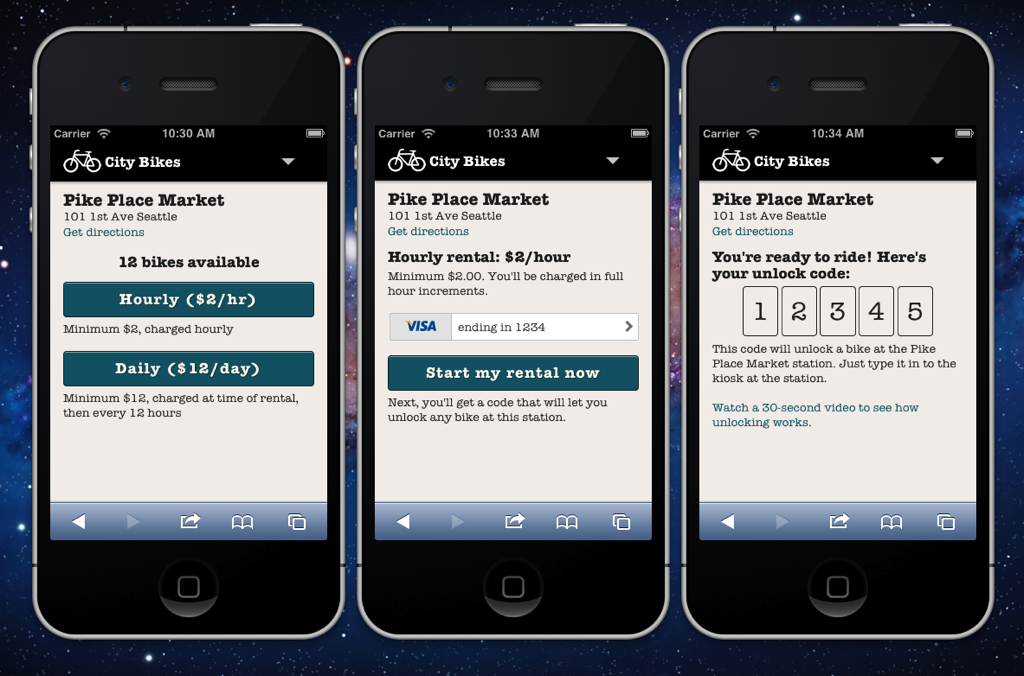 Carrier 10:30 AM
City Bikes
Pike Place Market
101 1st Ave Seattle
Get directions
12 bikes available
Hourly ($2/hr)
Minimum $2, charged hourly
Daily ($12/day)
Minimum $12, charged at time of rental,
then every 12 hours
Carrier 10:33 AM
City Bikes
Pike Place Market
101 1st Ave Seattle
Get directions
Hourly rental: $2/hour
Minimum $2.00. You'll be charged in full
hour increments.
VISA ending in 1234
Start my rental now
Next, you'll get a code that will let you
unlock any bike at this station.
Carrier 10:34 AM
City Bikes
Pike Place Market
101 1st Ave Seattle
Get directions
You're ready to ride! Here's
your unlock code:
1 2 3 4 5
This code will unlock a bike at the Pike
Place Market station. Just type it in to the
kiosk at the station.
Watch a 30-second video to see how
unlocking works.